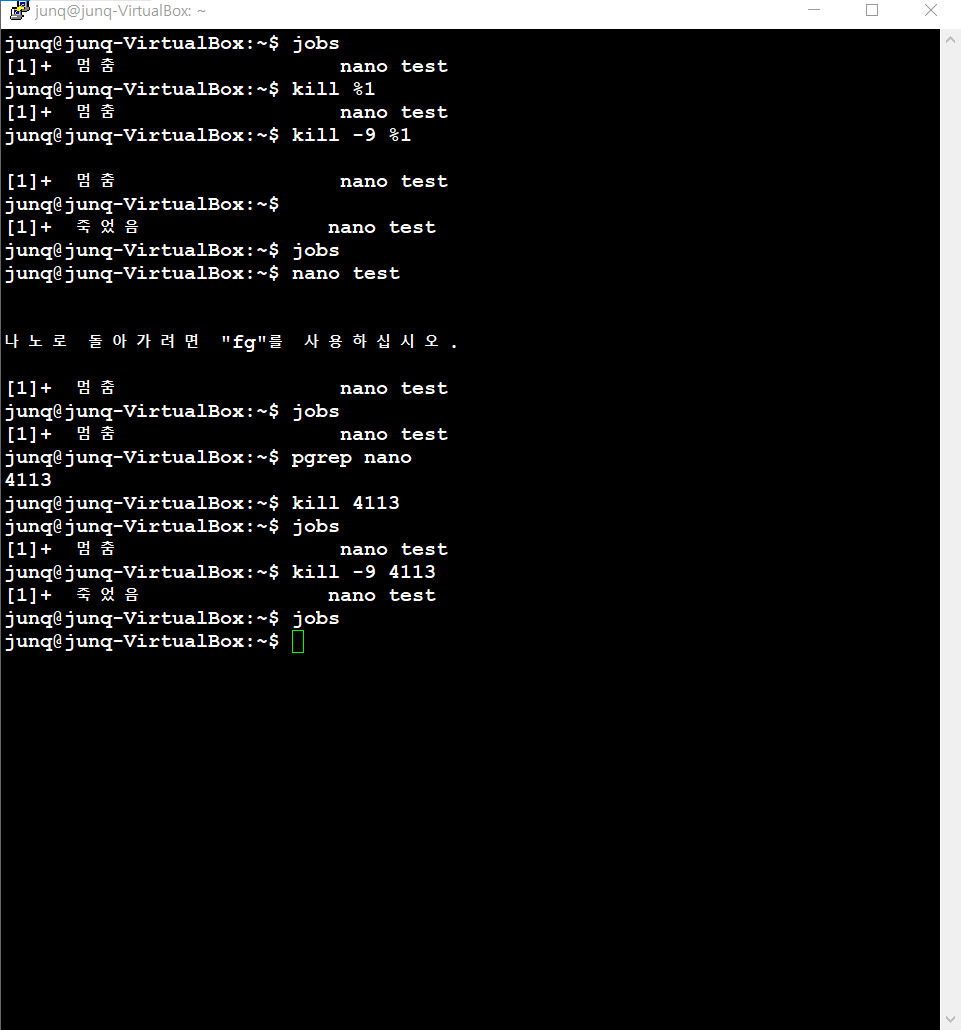 junq@junq-VirtualBox: ~
junq@junq-VirtualBox:~$ jobs
[1]+  멈춤                   nano test
junq@junq-VirtualBox:~$ kill %1
[1]+  멈춤                   nano test
junq@junq-VirtualBox:~$ kill -9 %1
[1]+  멈춤                   nano test
junq@junq-VirtualBox:~$
[1]+  죽었음                nano test
junq@junq-VirtualBox:~$ jobs
junq@junq-VirtualBox:~$ nano test
나노로 돌아가려면 "fg"를 사용하십시오.
[1]+  멈춤                   nano test
junq@junq-VirtualBox:~$ jobs
[1]+  멈춤                   nano test
junq@junq-VirtualBox:~$ pgrep nano
4113
junq@junq-VirtualBox:~$ kill 4113
junq@junq-VirtualBox:~$ jobs
[1]+  멈춤                   nano test
junq@junq-VirtualBox:~$ kill -9 4113
[1]+  죽었음                nano test
junq@junq-VirtualBox:~$ jobs
junq@junq-VirtualBox:~$